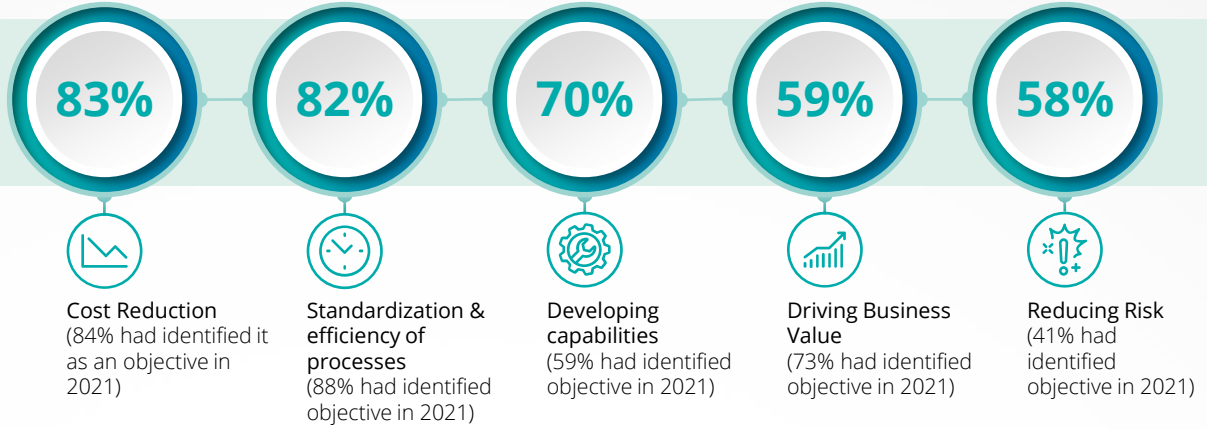 83%
82%
70%
59%
58%
Cost Reduction
(84% had identified it
as an objective in
2021)
Standardization &
efficiency of
processes
(88% had identified
objective in 2021)
Developing
capabilities
(59% had identified
objective in 2021)
Driving Business
Value
(73% had identified
objective in 2021)
Reducing Risk
(41% had
identified
objective in 2021)